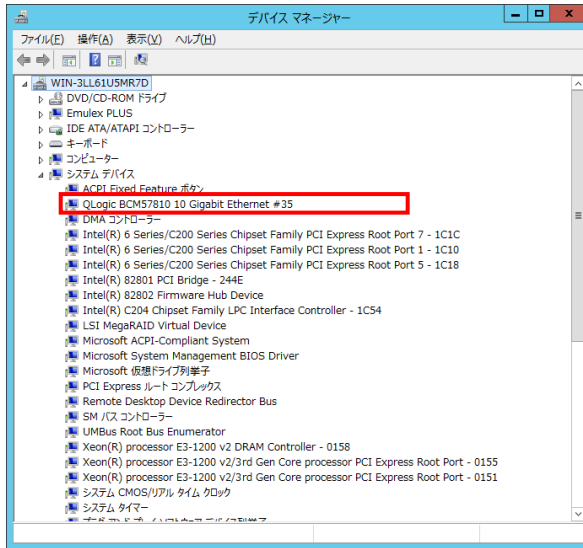 デバイス マネージャー
ファイル(F) 操作(A) 表示(V) ヘルプ(H)
WIN-3LL61U5MR7D
DVD/CD-ROM ドライブ
Emulex PLUS
IDE ATA/ATAPI コントローラー
キーボード
コンピューター
システム デバイス
ACPI Fixed Feature ボタン
QLogic BCM57810 10 Gigabit Ethernet #35
DMA コントローラー
Intel(R) 6 Series/C200 Series Chipset Family PCI Express Root Port 7 - 1C1C
Intel(R) 6 Series/C200 Series Chipset Family PCI Express Root Port 1 - 1C10
Intel(R) 6 Series/C200 Series Chipset Family PCI Express Root Port 5 - 1C18
Intel(R) 82801 PCI Bridge - 244E
Intel(R) 82802 Firmware Hub Device
Intel(R) C204 Chipset Family LPC Interface Controller - 1C54
LSI MegaRAID Virtual Device
Microsoft ACPI-Compliant System
Microsoft System Management BIOS Driver
Microsoft 仮想ドライブ列挙子
PCI Express ルート コンプレックス
Remote Desktop Device Redirector Bus
SM バス コントローラー
UMBus Root Bus Enumerator
Xeon(R) processor E3-1200 v2 DRAM Controller - 0158
Xeon(R) processor E3-1200 v2/3rd Gen Core processor PCI Express Root Port - 0155
Xeon(R) processor E3-1200 v2/3rd Gen Core processor PCI Express Root Port - 0151
システム CMOS/リアル タイム クロック
システム タイマー